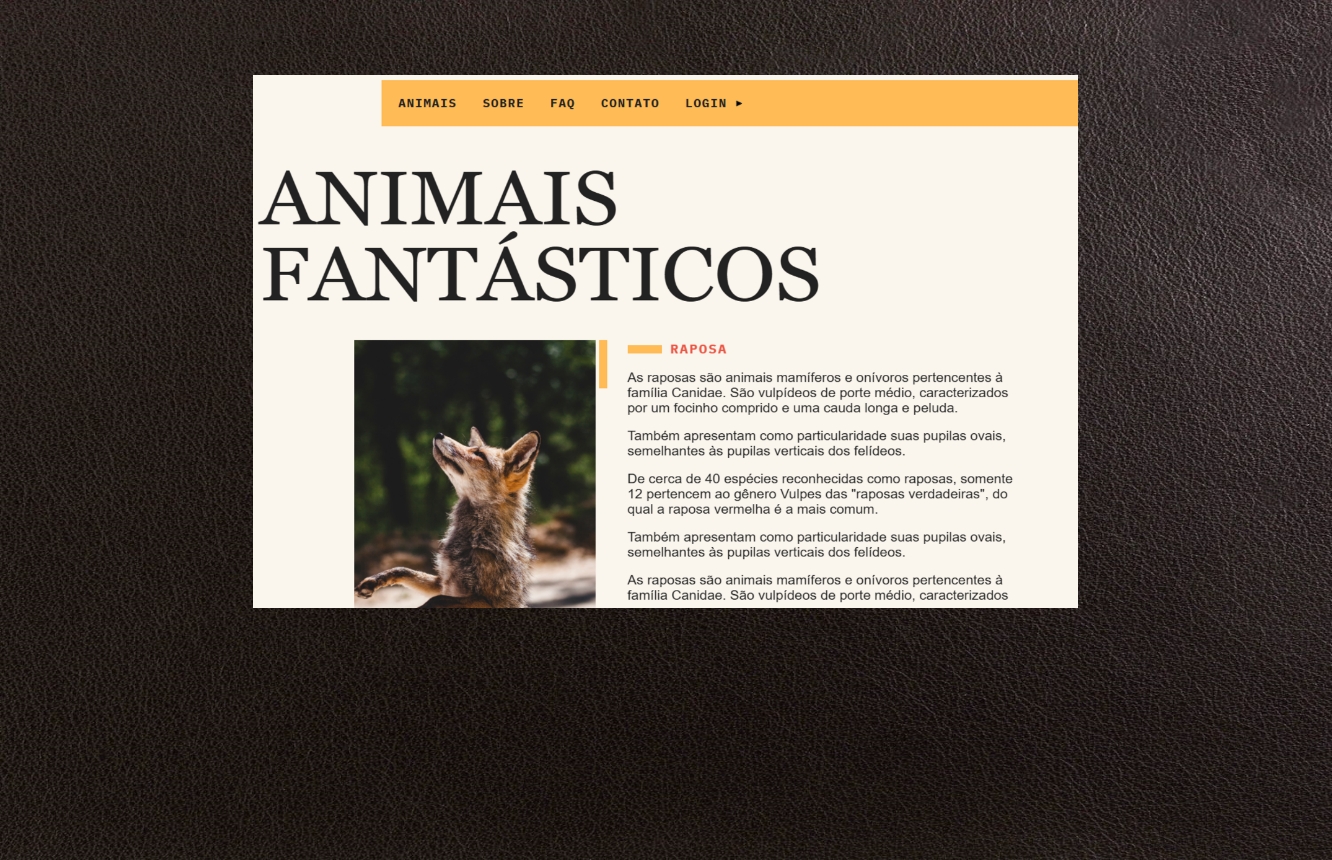 ANIMAIS SOBRE FAQ CONTATO LOGIN ▸
ANIMAIS
FANTÁSTICOS
RAPOSA
As raposas são animais mamíferos e onívoros pertencentes à
família Canidae. São vulpídeos de porte médio, caracterizados
por um focinho comprido e uma cauda longa e peluda.
Também apresentam como particularidade suas pupilas ovais,
semelhantes às pupilas verticais dos felídeos.
De cerca de 40 espécies reconhecidas como raposas, somente
12 pertencem ao gênero Vulpes das "raposas verdadeiras", do
qual a raposa vermelha é a mais comum.
Também apresentam como particularidade suas pupilas ovais,
semelhantes às pupilas verticais dos felídeos.
As raposas são animais mamíferos e onívoros pertencentes à
família Canidae. São vulpídeos de porte médio, caracterizados